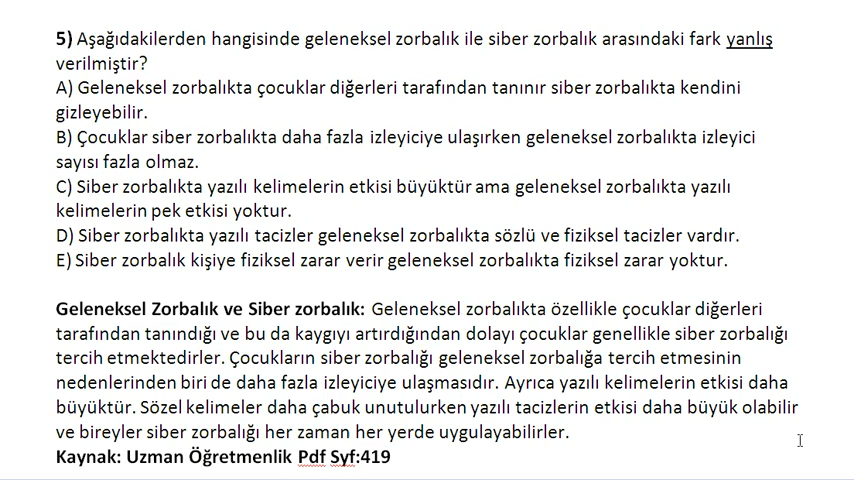 5) Aşağıdakilerden hangisinde geleneksel zorbalık ile siber zorbalık arasındaki fark yanlış
verilmiştir?
A) Geleneksel zorbalıkta çocuklar diğerleri tarafından tanınır siber zorbalıkta kendini
gizleyebilir.
B) Çocuklar siber zorbalıkta daha fazla izleyiciye ulaşırken geleneksel zorbalıkta izleyici
sayısı fazla olmaz.
C) Siber zorbalıkta yazılı kelimelerin etkisi büyüktür ama geleneksel zorbalıkta yazılı
kelimelerin pek etkisi yoktur.
D) Siber zorbalıkta yazılı tacizler geleneksel zorbalıkta sözlü ve fiziksel tacizler vardır.
E) Siber zorbalık kişiye fiziksel zarar verir geleneksel zorbalıkta fiziksel zarar yoktur.
Geleneksel Zorbalık ve Siber zorbalık: Geleneksel zorbalıkta özellikle çocuklar diğerleri
tarafından tanındığı ve bu da kaygıyı artırdığından dolayı çocuklar genellikle siber zorbalığı
tercih etmektedirler. Çocukların siber zorbalığı geleneksel zorbalığa tercih etmesinin
nedenlerinden biri de daha fazla izleyiciye ulaşmasıdır. Ayrıca yazılı kelimelerin etkisi daha
büyüktür. Sözel kelimeler daha çabuk unutulurken yazılı tacizlerin etkisi daha büyük olabilir
ve bireyler siber zorbalığı her zaman her yerde uygulayabilirler.
Kaynak: Uzman Öğretmenlik Pdf Syf:419